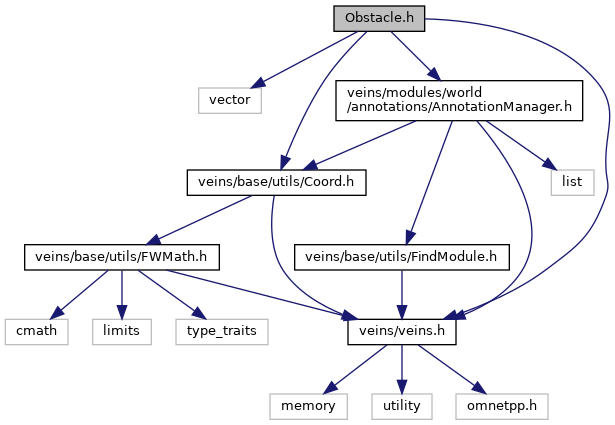 Obstacle.h
vector
veins/modules/world
/annotations/AnnotationManager.h
veins/base/utils/Coord.h
list
veins/base/utils/FWMath.h
veins/base/utils/FindModule.h
cmath
limits
type_traits
veins/veins.h
memory
utility
omnetpp.h